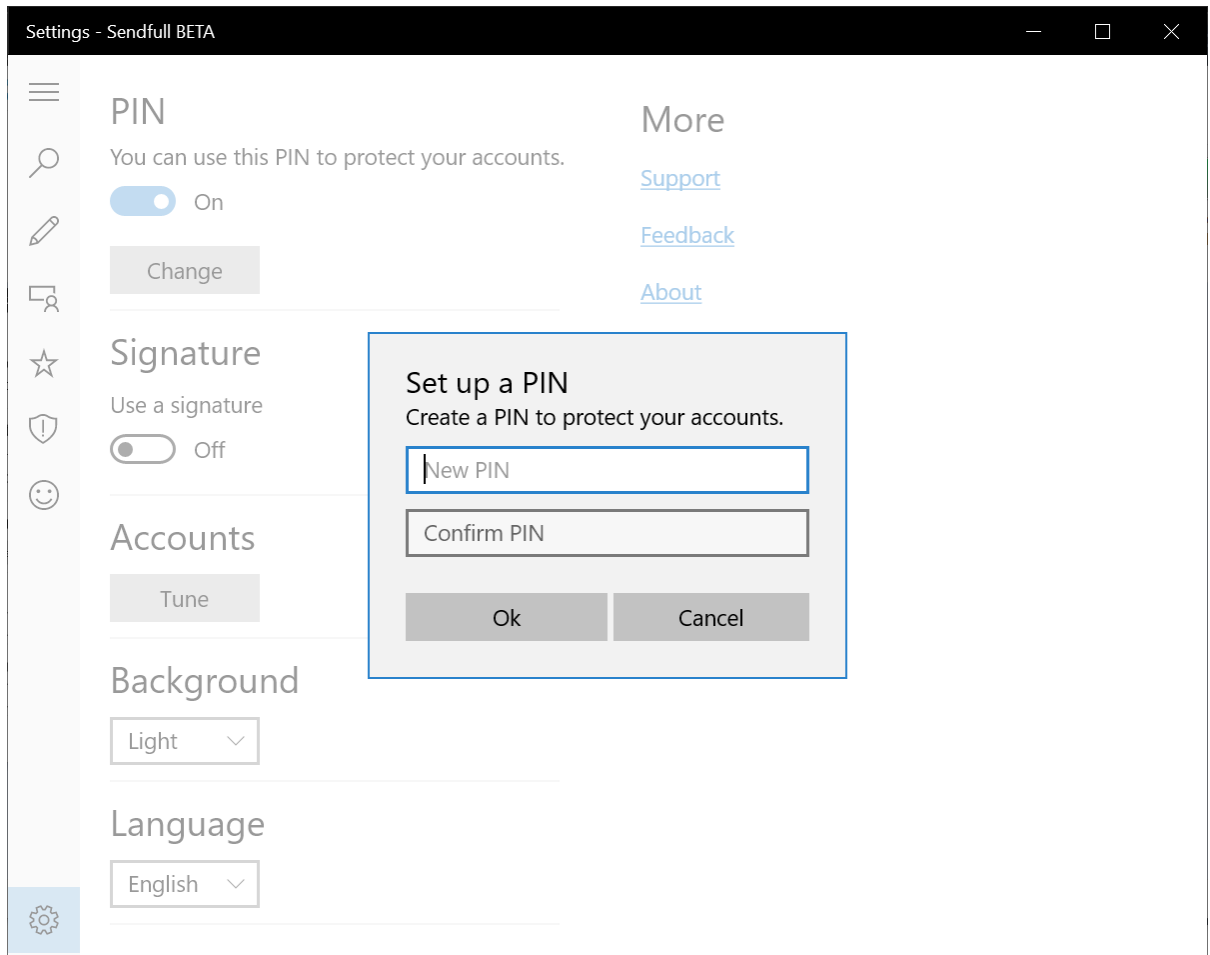 Settings - Sendfull BETA
PIN
You can use this PIN to protect your accounts.
On
Change
Signature
Use a signature
Off
Accounts
Tune
Background
Light
Language
English
More
Support
Feedback
About
Set up a PIN
Create a PIN to protect your accounts.
New PIN
Confirm PIN
Ok
Cancel